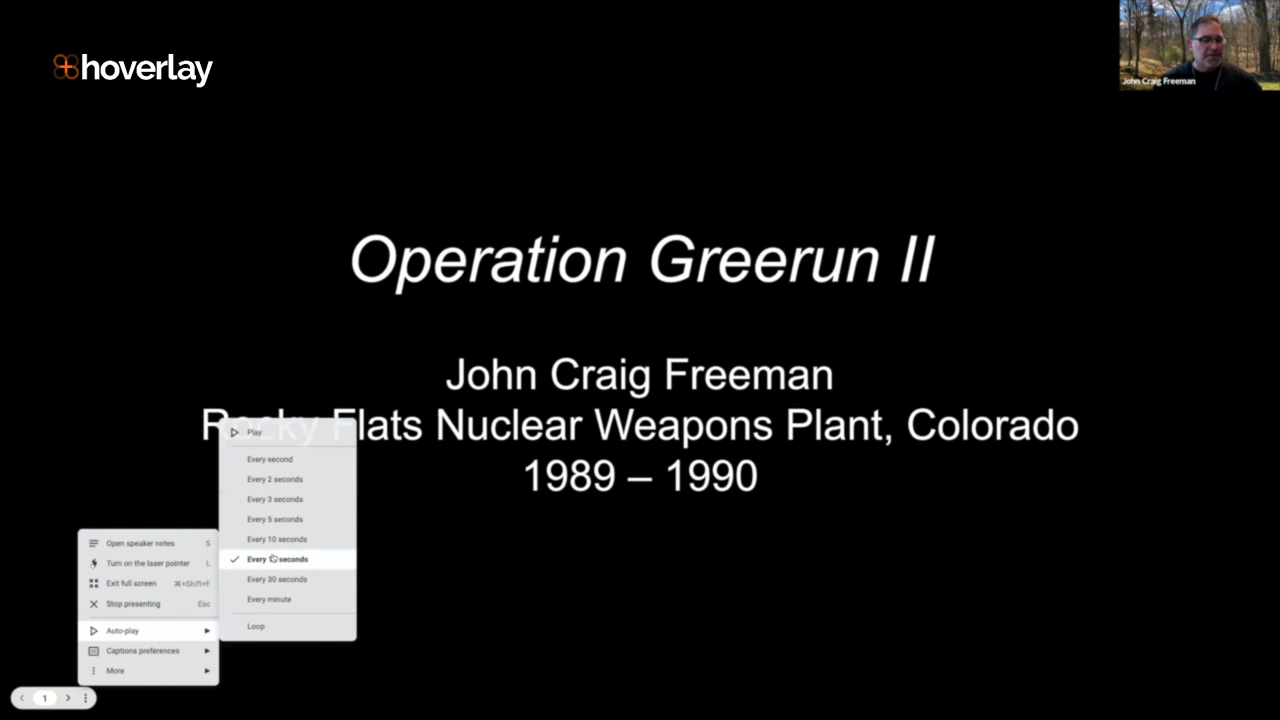 hoverlay
John Craig Freeman
Operation Greerun II
John Craig Freeman
Rocky Flats Nuclear Weapons Plant, Colorado
1989 – 1990
Play
Every second
Every 2 seconds
Every 3 seconds
Every 5 seconds
Every 10 seconds
Every seconds
Every 30 seconds
Every minute
Loop
Open speaker notes S
Turn on the laser pointer L
Exit full screen ⌘+Shift+F
Stop presenting Esc
Auto-play
Captions preferences
More
1